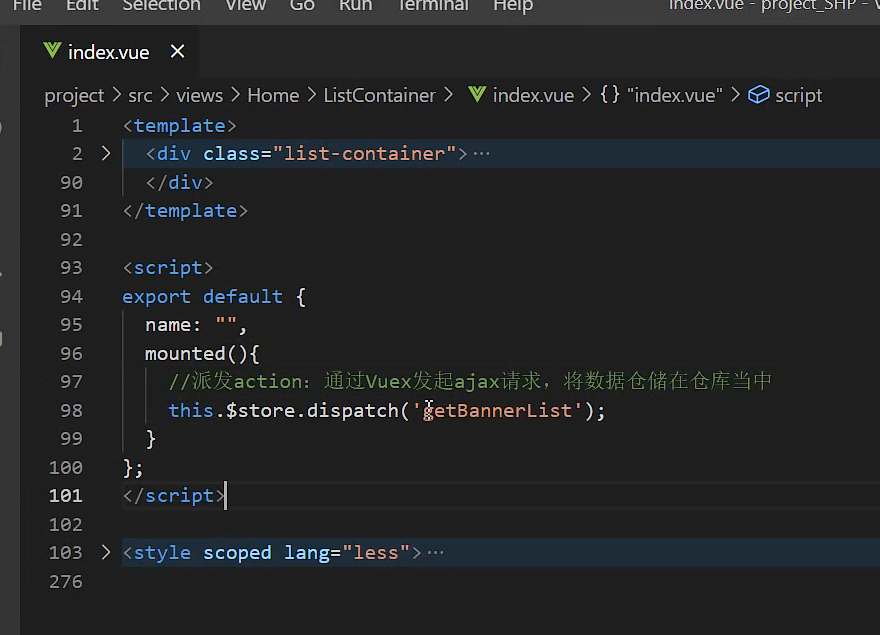 File Edit Selection View Go Run Terminal Help index.vue - project_SHP - V
index.vue
project > src > views > Home > ListContainer > index.vue > {} "index.vue" > script
1 <template>
2 <div class="list-container">…
90 </div>
91 </template>
92
93 <script>
94 export default {
95 name: "",
96 mounted(){
97 //派发action：通过Vuex发起ajax请求，将数据仓储在仓库当中
98 this.$store.dispatch('getBannerList');
99 }
100 };
101 </script>
102
103 <style scoped lang="less">…
276